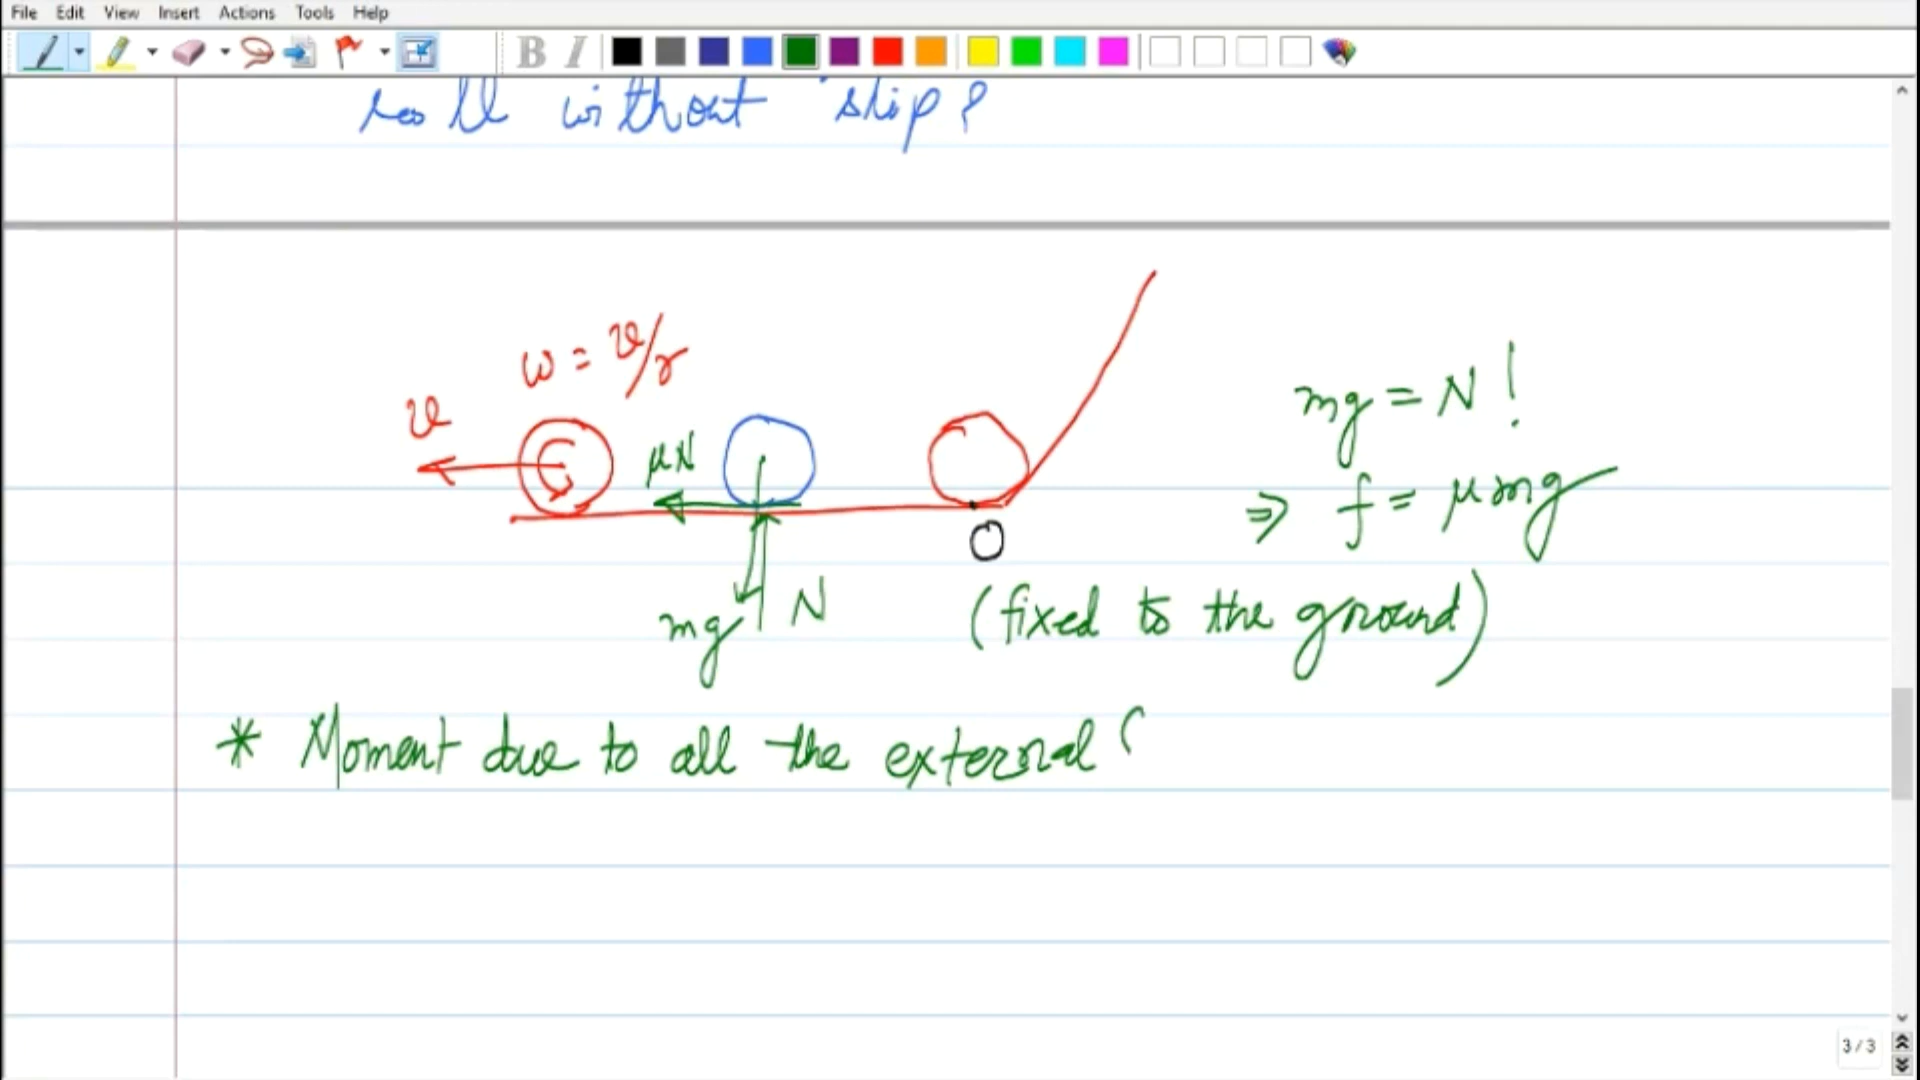 File Edit View Insert Actions Tools Help
B I
roll without slip?
ω = v/r
v
μN
mg = N!
⇒ f = μmg
O
mg N
(fixed to the ground)
* Moment due to all the external
3 / 3